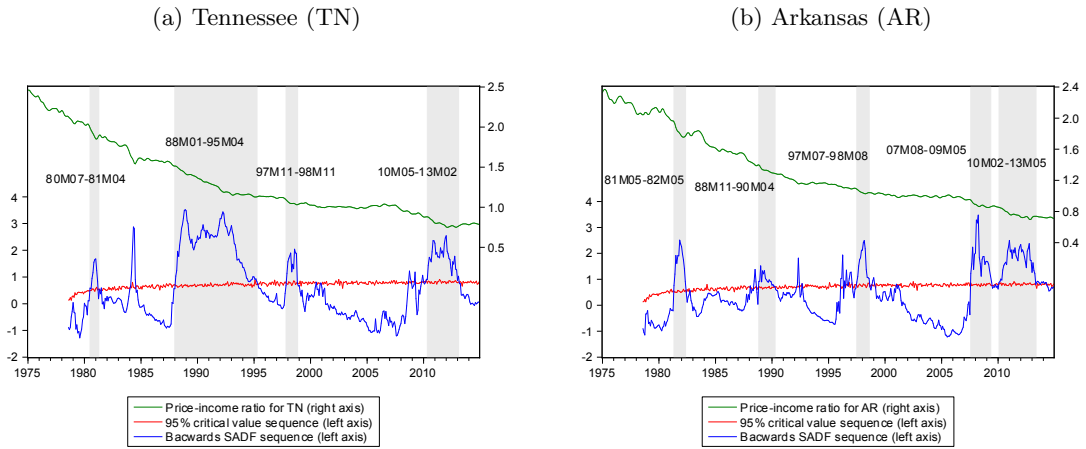 (a) Tennessee (TN)
(b) Arkansas (AR)
2.5
2.0
1.5
1.0
0.5
4
3
2
1
0
-1
-2
1975 1980 1985 1990 1995 2000 2005 2010
88M01-95M04
80M07-81M04
97M11-98M11
10M05-13M02
Price-income ratio for TN (right axis)
95% critical value sequence (left axis)
Bacwards SADF sequence (left axis)
2.4
2.0
1.6
1.2
0.8
0.4
4
3
2
1
0
-1
-2
1975 1980 1985 1990 1995 2000 2005 2010
97M07-98M08
07M08-09M05
10M02-13M05
81M05-82M05
88M11-90M04
Price-income ratio for AR (right axis)
95% critical value sequence (left axis)
Bacwards SADF sequence (left axis)